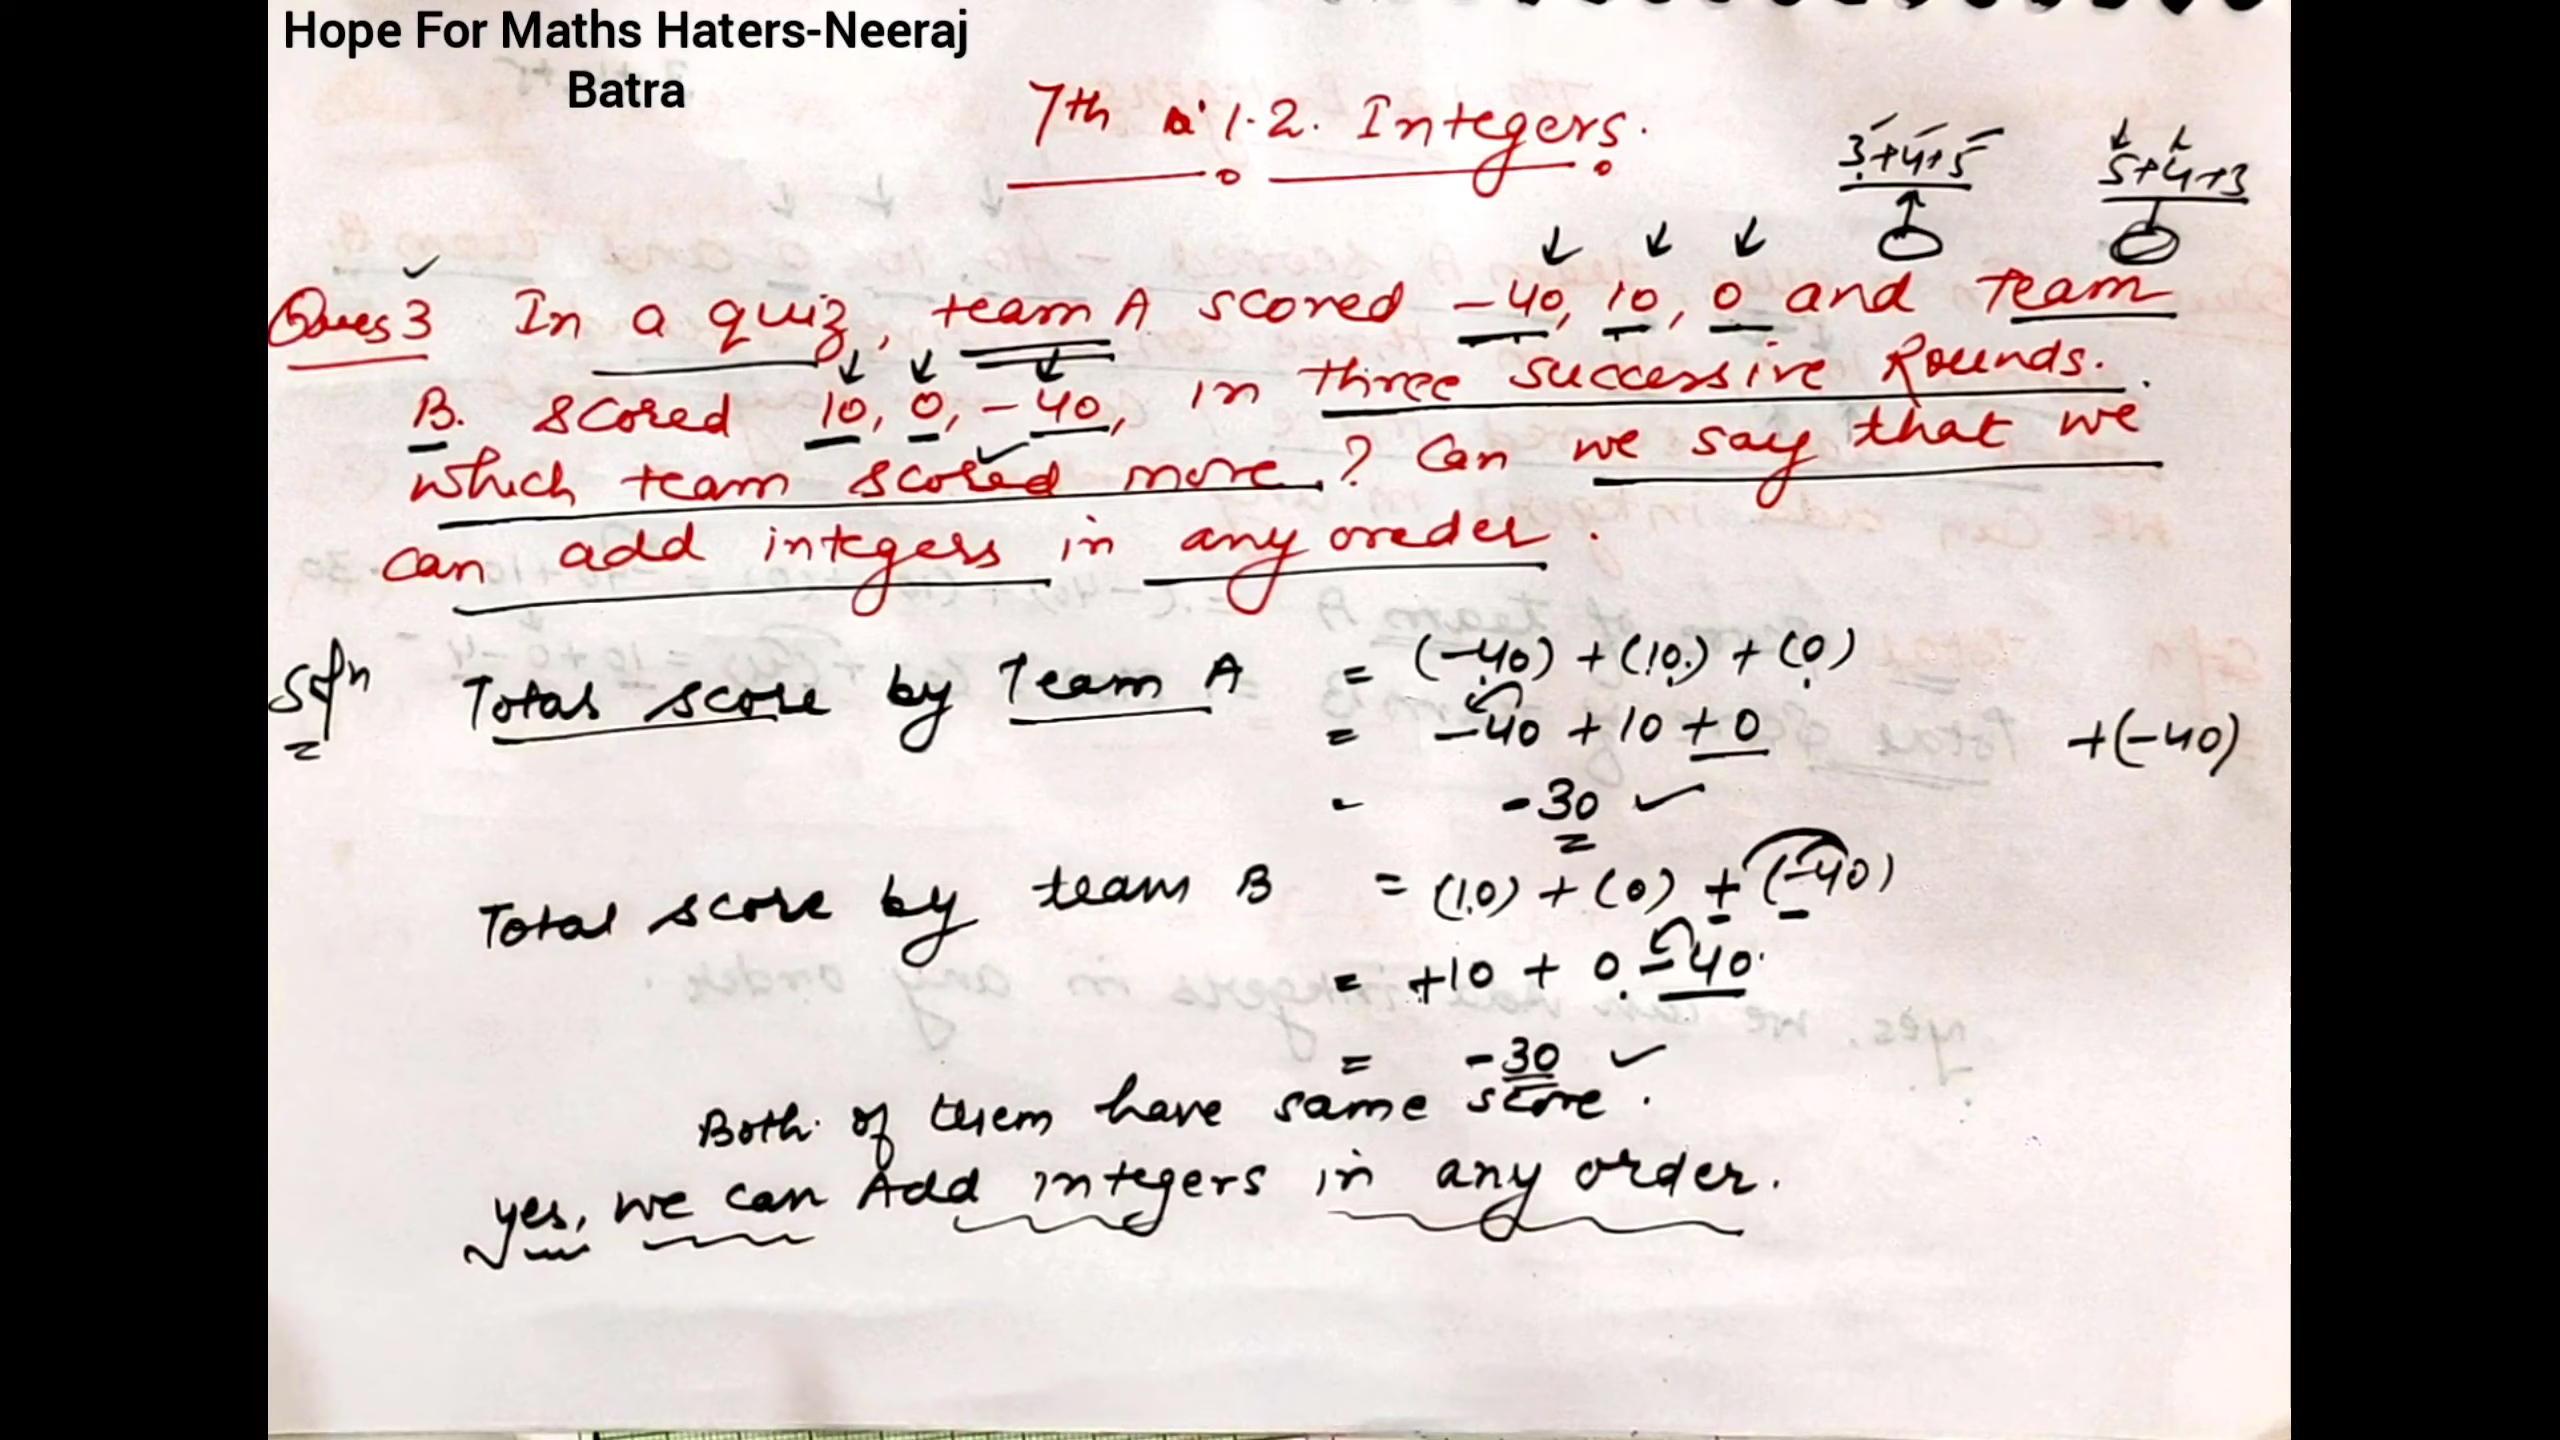 Hope For Maths Haters-Neeraj
Batra
7th 1.2. Integers.
3+4+5
5+4+3
Ques 3 In a quiz, team A scored -40, 10, 0 and team
B. scored 10, 0, -40, in three successive Rounds.
which team scored more? Can we say that we
can add integers in any oreder.
Soln Total score by Team A = (-40) + (10) + (0)
= -40 + 10 + 0
+(-40)
= -30
Total score by team B = (10) + (0) + (-40)
= +10 + 0 - 40
= -30
Both of them have same score.
yes, we can Add integers in any order.